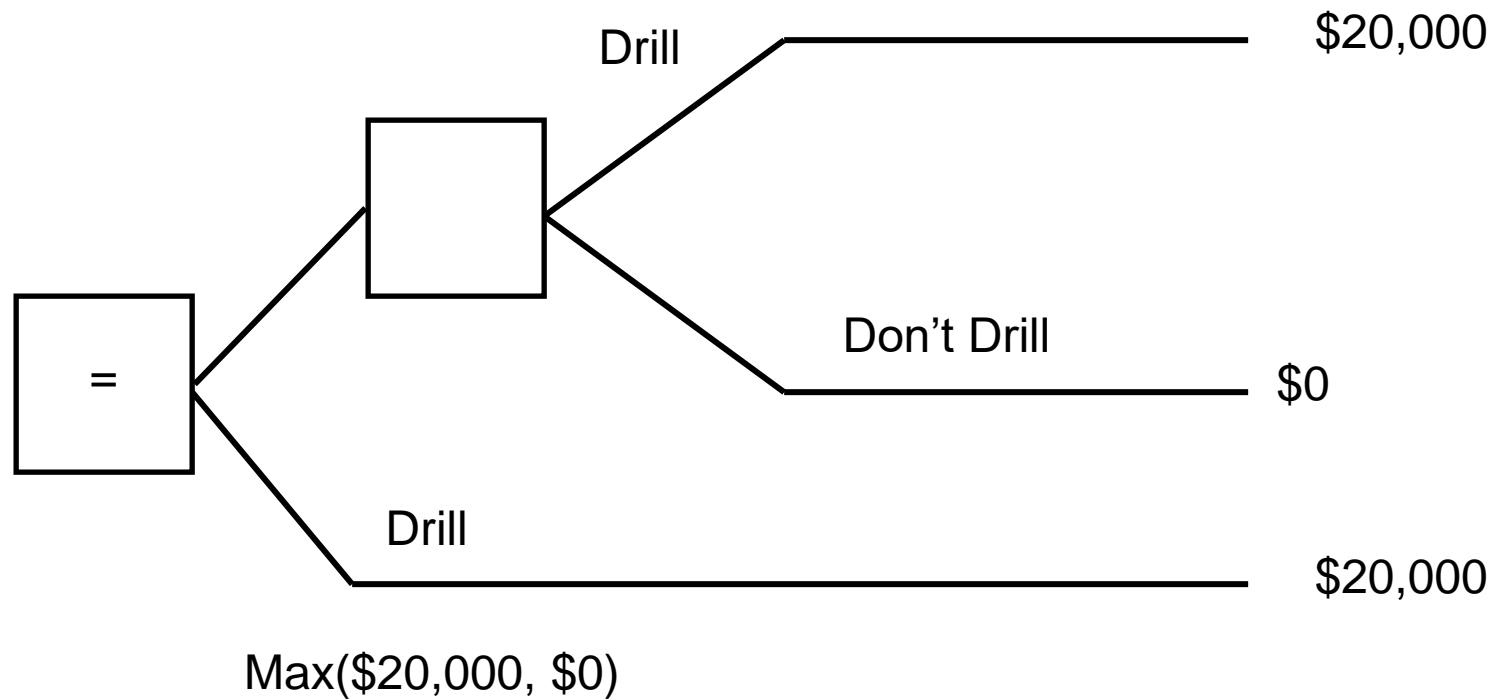 Drill
$20,000
Don’t Drill
$0
=
Drill
$20,000
Max($20,000, $0)